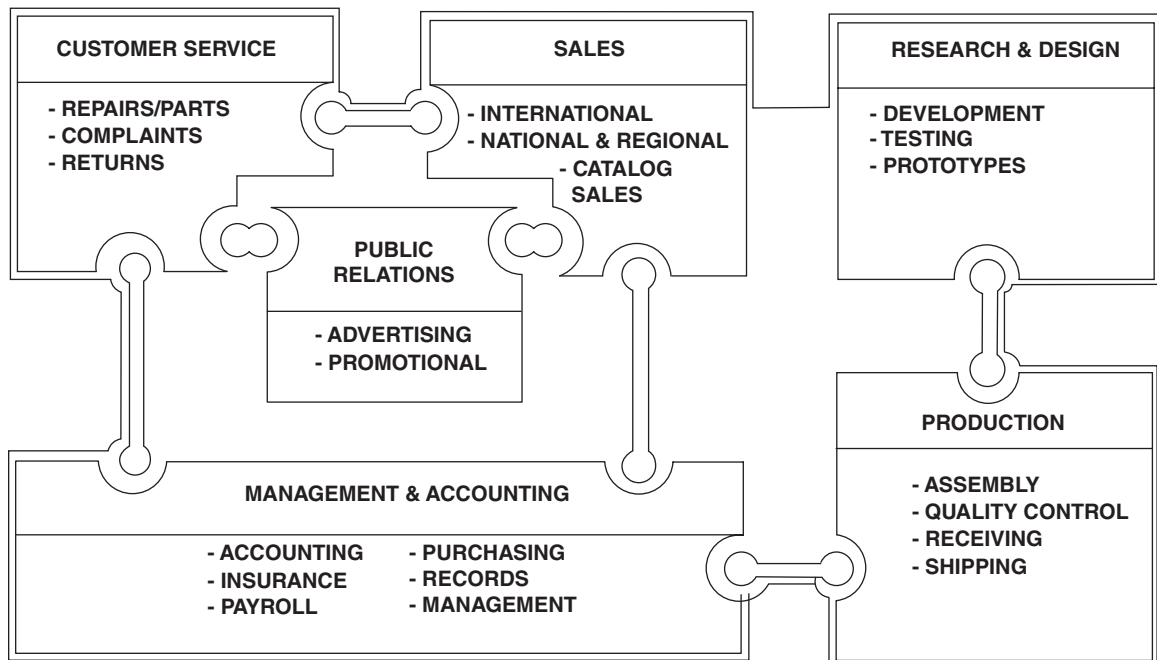 CUSTOMER SERVICE
- REPAIRS/PARTS
- COMPLAINTS
- RETURNS
SALES
- INTERNATIONAL
- NATIONAL & REGIONAL
- CATALOG
SALES
RESEARCH & DESIGN
- DEVELOPMENT
- TESTING
- PROTOTYPES
PUBLIC
RELATIONS
- ADVERTISING
- PROMOTIONAL
MANAGEMENT & ACCOUNTING
- ACCOUNTING
- INSURANCE
- PAYROLL
- PURCHASING
- RECORDS
- MANAGEMENT
PRODUCTION
- ASSEMBLY
- QUALITY CONTROL
- RECEIVING
- SHIPPING